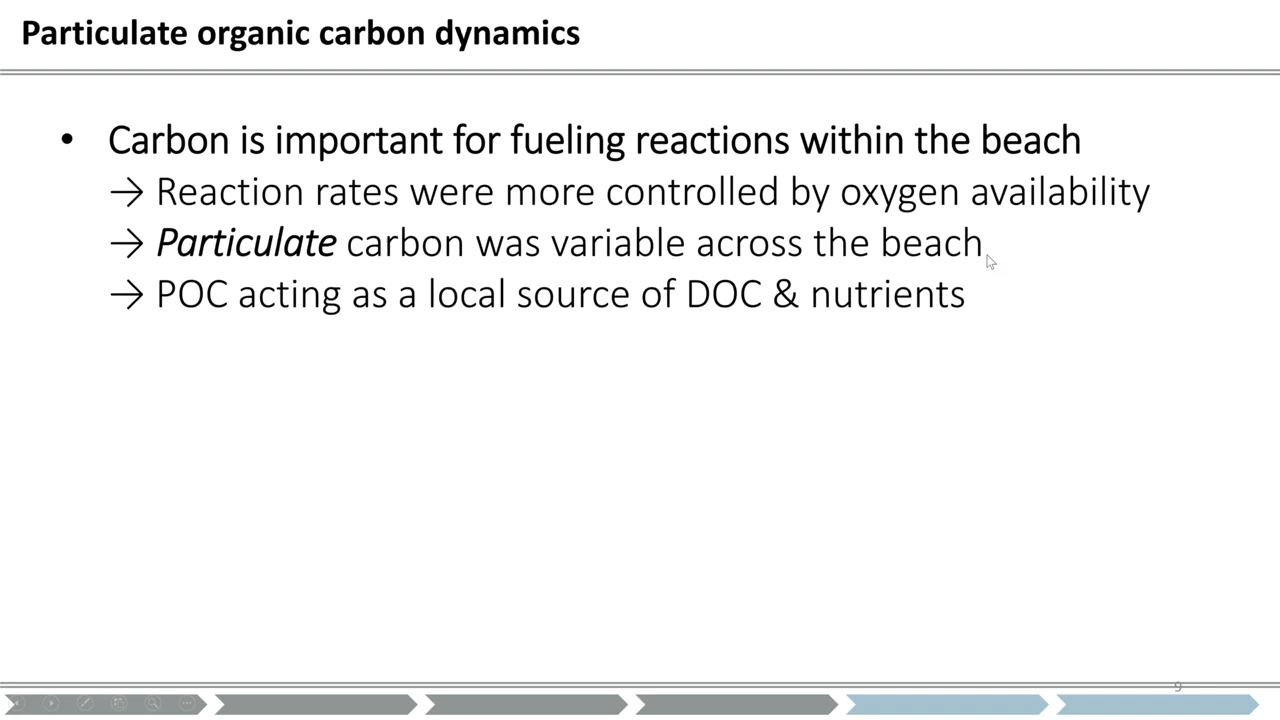 Particulate organic carbon dynamics
• Carbon is important for fueling reactions within the beach
→ Reaction rates were more controlled by oxygen availability
→ Particulate carbon was variable across the beach
→ POC acting as a local source of DOC & nutrients
9